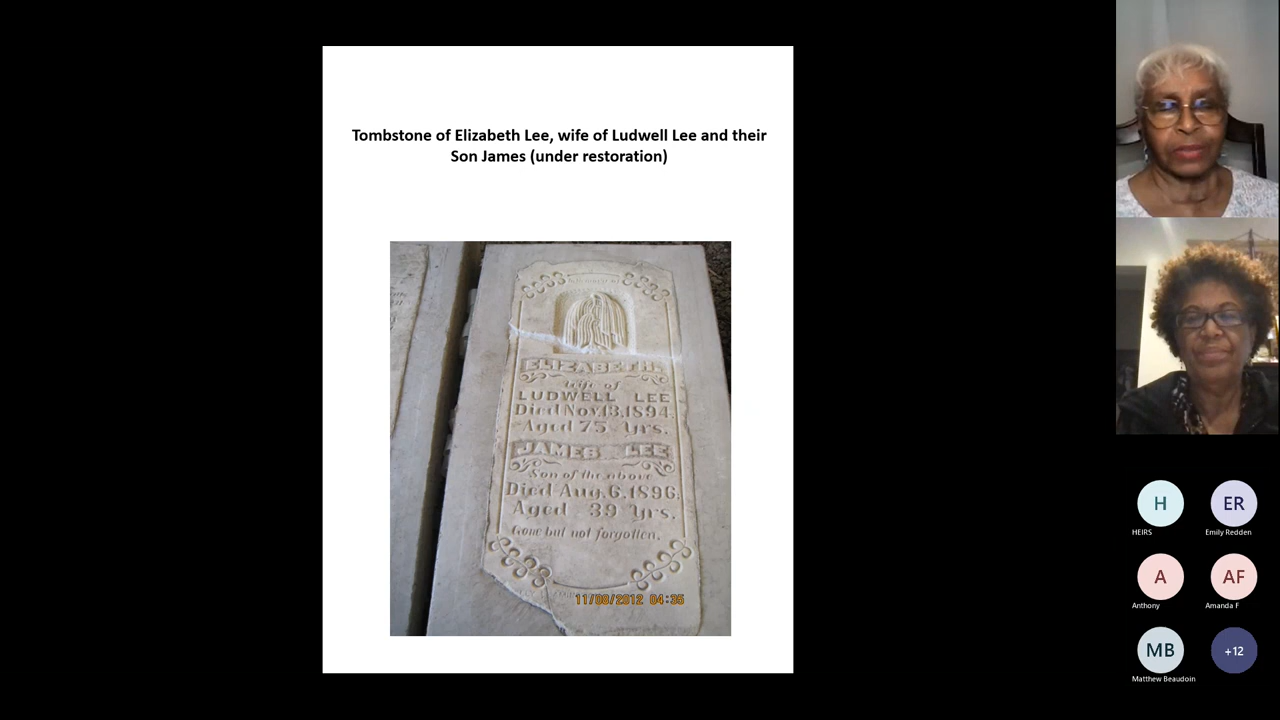 Tombstone of Elizabeth Lee, wife of Ludwell Lee and their
Son James (under restoration)
ELIZABETH.
wife of
LUDWELL LEE
Died Nov.13.1894.
Aged 75 Yrs.
JAMES LEE
Son of the above
Died Aug.6.1896.
Aged 39 Yrs.
Gone but not forgotten.
11/08/2012 04:35
H
HEIRS
ER
Emily Redden
A
Anthony
AF
Amanda F
MB
Matthew Beaudoin
+12